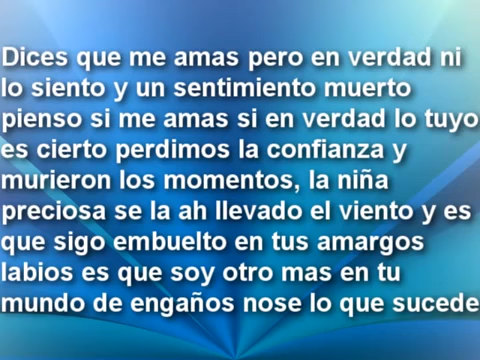 Dices que me amas pero en verdad ni
lo siento y un sentimiento muerto
pienso si me amas si en verdad lo tuyo
es cierto perdimos la confianza y
murieron los momentos, la niña
preciosa se la ah llevado el viento y es
que sigo embuelto en tus amargos
labios es que soy otro mas en tu
mundo de engaños nose lo que sucede